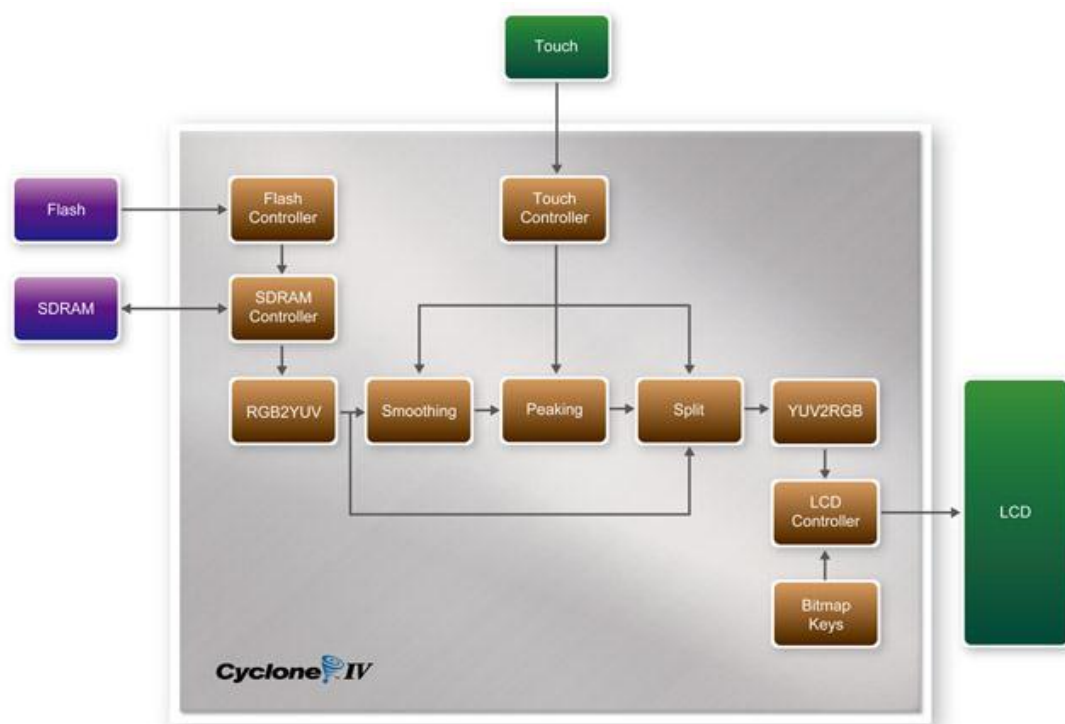 Touch
Flash
Flash
Controller
Touch
Controller
SDRAM
SDRAM
Controller
RGB2YUV
Smoothing
Peaking
Split
YUV2RGB
LCD
Controller
LCD
Bitmap
Keys
Cyclone IV